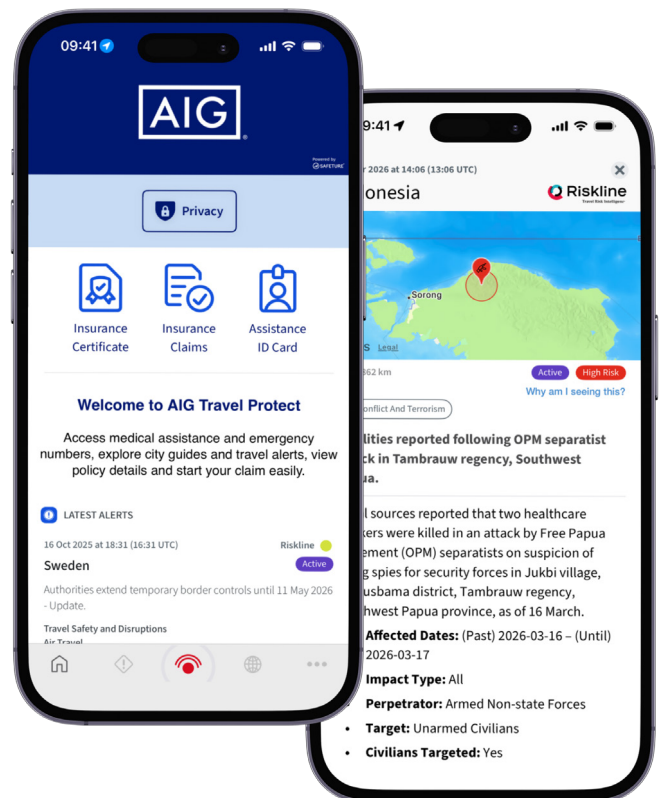 09:41
AIG
Powered by
SAFETURE
Privacy
Insurance
Certificate
Insurance
Claims
Assistance
ID Card
Welcome to AIG Travel Protect
Access medical assistance and emergency
numbers, explore city guides and travel alerts, view
policy details and start your claim easily.
LATEST ALERTS
16 Oct 2025 at 18:31 (16:31 UTC)
Riskline
Sweden
Active
Authorities extend temporary border controls until 11 May 2026
- Update.
Travel Safety and Disruptions
Air Travel
9:41
2026 at 14:06 (13:06 UTC)
onesia
Riskline
Travel Risk Intelligence
Sorong
S Legal
362 km
Active
High Risk
Why am I seeing this?
onflict And Terrorism
lities reported following OPM separatist
ck in Tambrauw regency, Southwest
ua.
l sources reported that two healthcare
kers were killed in an attack by Free Papua
ement (OPM) separatists on suspicion of
g spies for security forces in Jukbi village,
usbama district, Tambrauw regency,
hwest Papua province, as of 16 March.
Affected Dates: (Past) 2026-03-16 – (Until)
2026-03-17
Impact Type: All
Perpetrator: Armed Non-state Forces
• Target: Unarmed Civilians
• Civilians Targeted: Yes